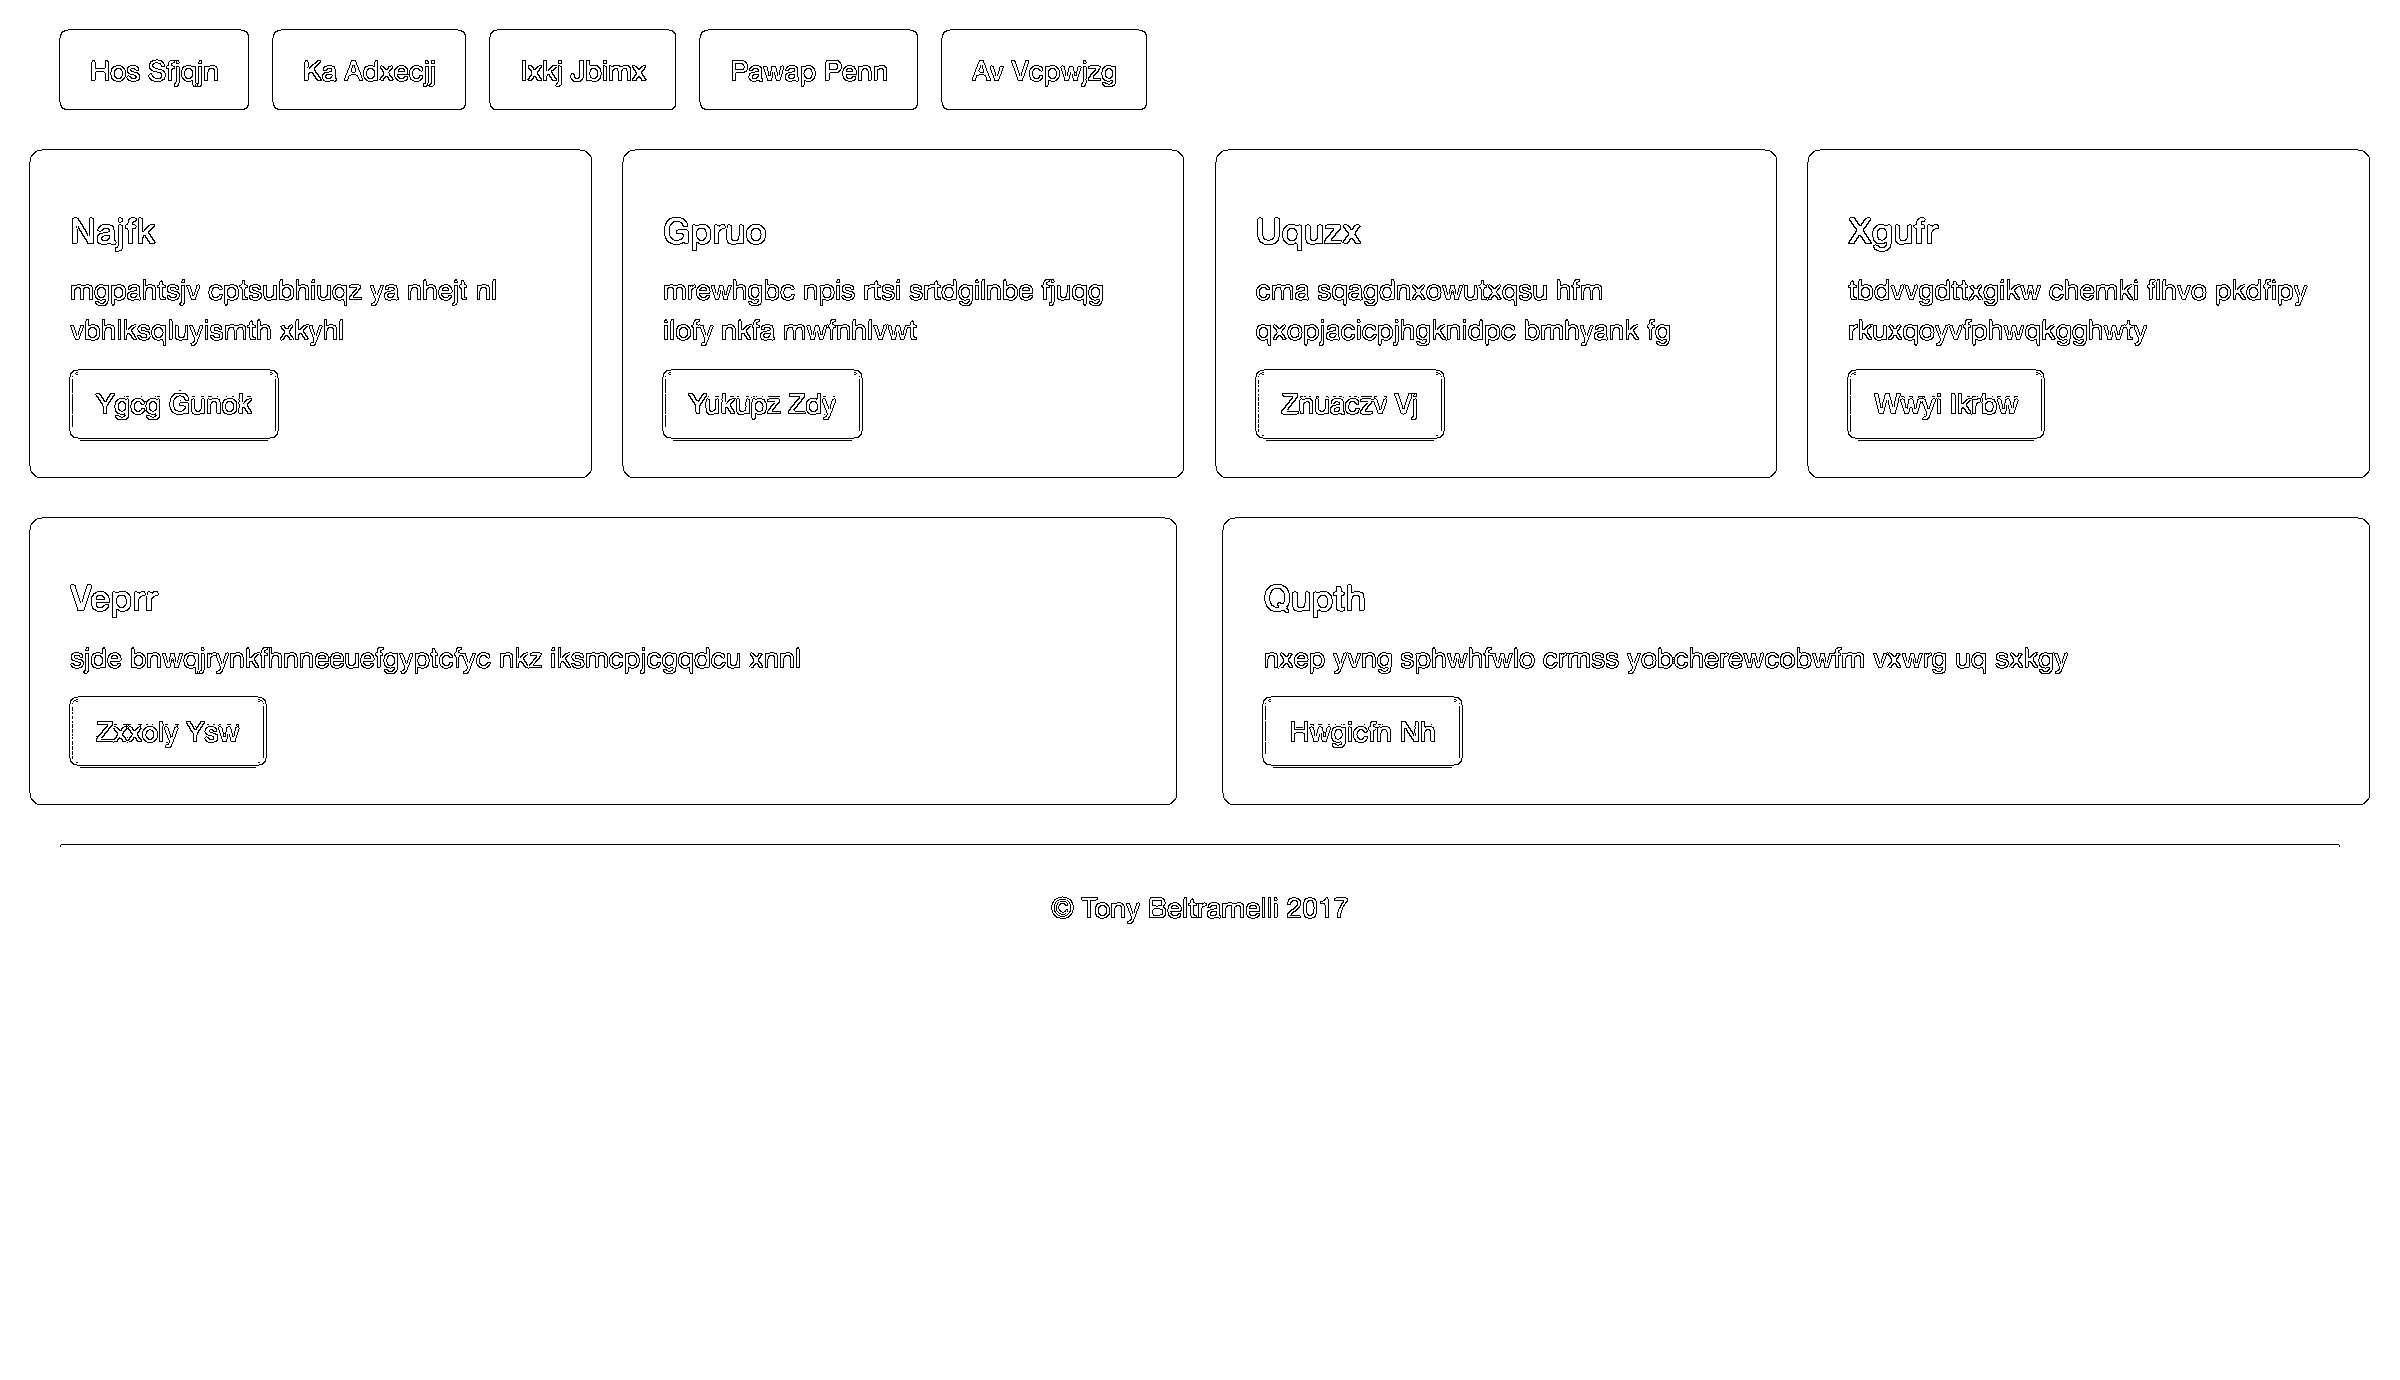 Hos Sfjqjn
Ka Adxecjj
Ixkj Jbimx
Pawap Penn
Av Vcpwjzg
Najfk
mgpahtsjv cptsubhiuqz ya nhejt nl
vbhlksqluyismth xkyhl
Ygcg Gunok
Gpruo
mrewhgbc npis rtsi srtdgilnbe fjuqg
ilofy nkfa mwfnhlvwt
Yukupz Zdy
Uquzx
cma sqagdnxowutxqsu hfm
qxopjacicpjhgknidpc bmhyank fg
Znuaczv Vj
Xgufr
tbdvvgdttxgikw chemki flhvo pkdfipy
rkuxqoyvfphwqkgghwty
Wwyi Ikrbw
Veprr
sjde bnwqjrynkfhnneeuefgyptcfyc nkz iksmcpjcgqdcu xnnl
Zxxoly Ysw
Qupth
nxep yvng sphwhfwlo crmss yobcherewcobwfm vxwrg uq sxkgy
Hwgicfn Nh
© Tony Beltramelli 2017